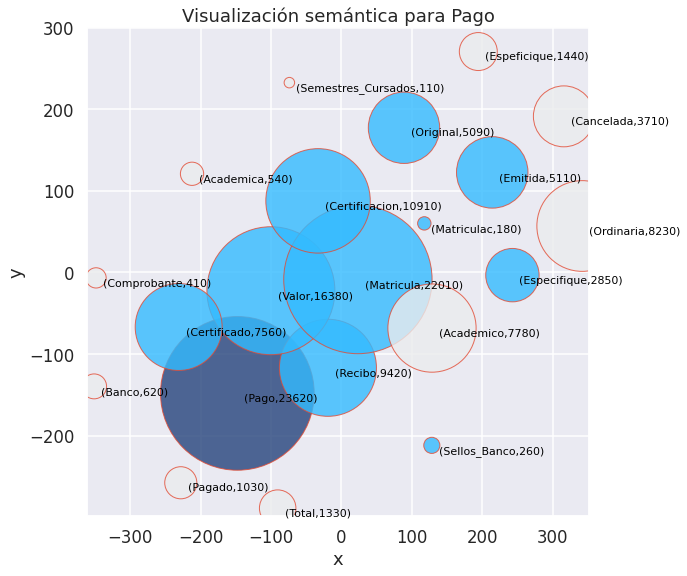 Visualización semántica para Pago
300
(Espeficique,1440)
(Semestres_Cursados,110)
200
(Cancelada,3710)
(Original,5090)
(Academica,540)
(Emitida,5110)
100
(Certificacion,10910)
(Matriculac,180)
(Ordinaria,8230)
y
0
(Comprobante,410)
(Especifique,2850)
(Matricula,22010)
(Valor,16380)
(Certificado,7560)
(Academico,7780)
−100
(Recibo,9420)
(Banco,620)
(Pago,23620)
−200
(Sellos_Banco,260)
(Pagado,1030)
(Total,1330)
−300 −200 −100 0 100 200 300
x